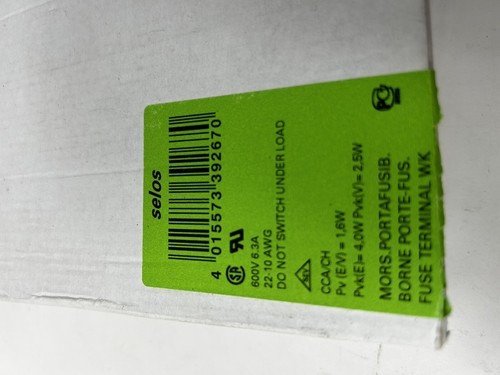 selos
4 015573 392670
600V 6.3A
22-10 AWG
DO NOT SWITCH UNDER LOAD
CCA/CH
Pv (E/V) = 1,6W
Pvk(E)= 4,0W Pvk(V)= 2,5W
MORS.PORTAFUSIB.
BORNE PORTE-FUS.
FUSE TERMINAL WK